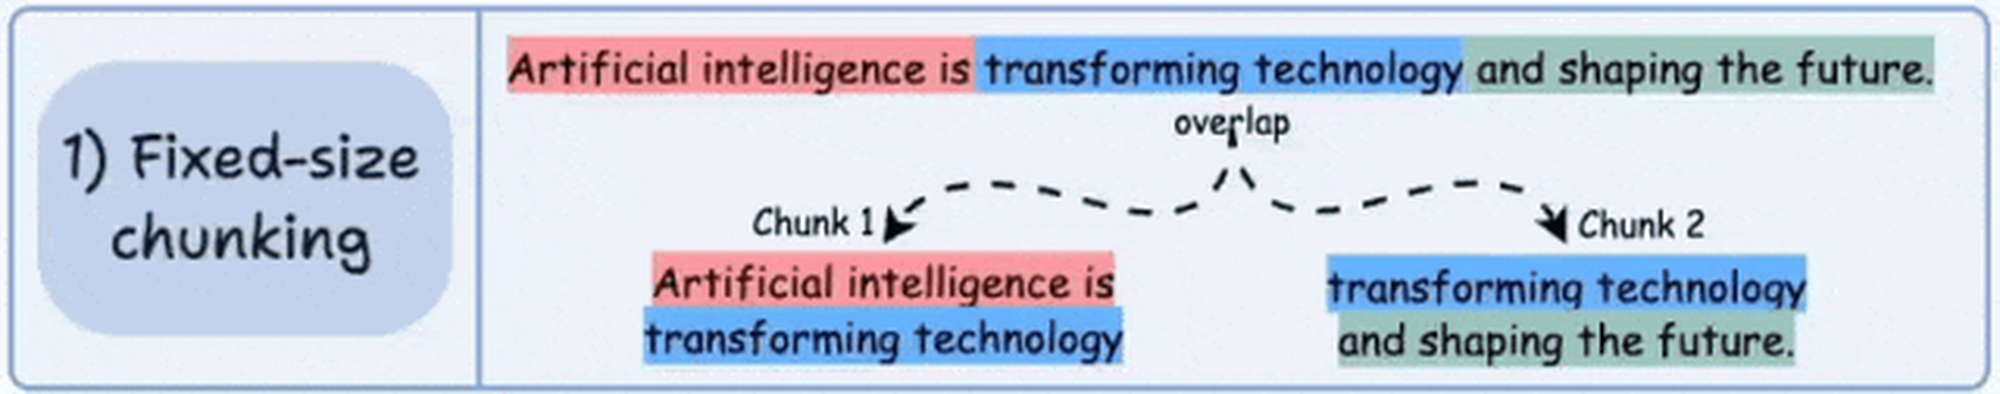 1) Fixed-size
chunking
Artificial intelligence is transforming technology and shaping the future.
overlap
Chunk 1
Artificial intelligence is
transforming technology
Chunk 2
transforming technology
and shaping the future.